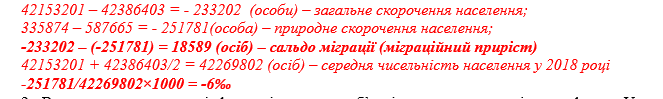 42153201 – 42386403 = - 233202 (особи) – загальне скорочення населення;
335874 – 587665 = - 251781(особа) – природне скорочення населення;
-233202 – (-251781) = 18589 (осіб) – сальдо міграції (міграційний приріст)
42153201 + 42386403/2 = 42269802 (осіб) – середня чисельність населення у 2018 році
-251781/42269802×1000 = -6‰